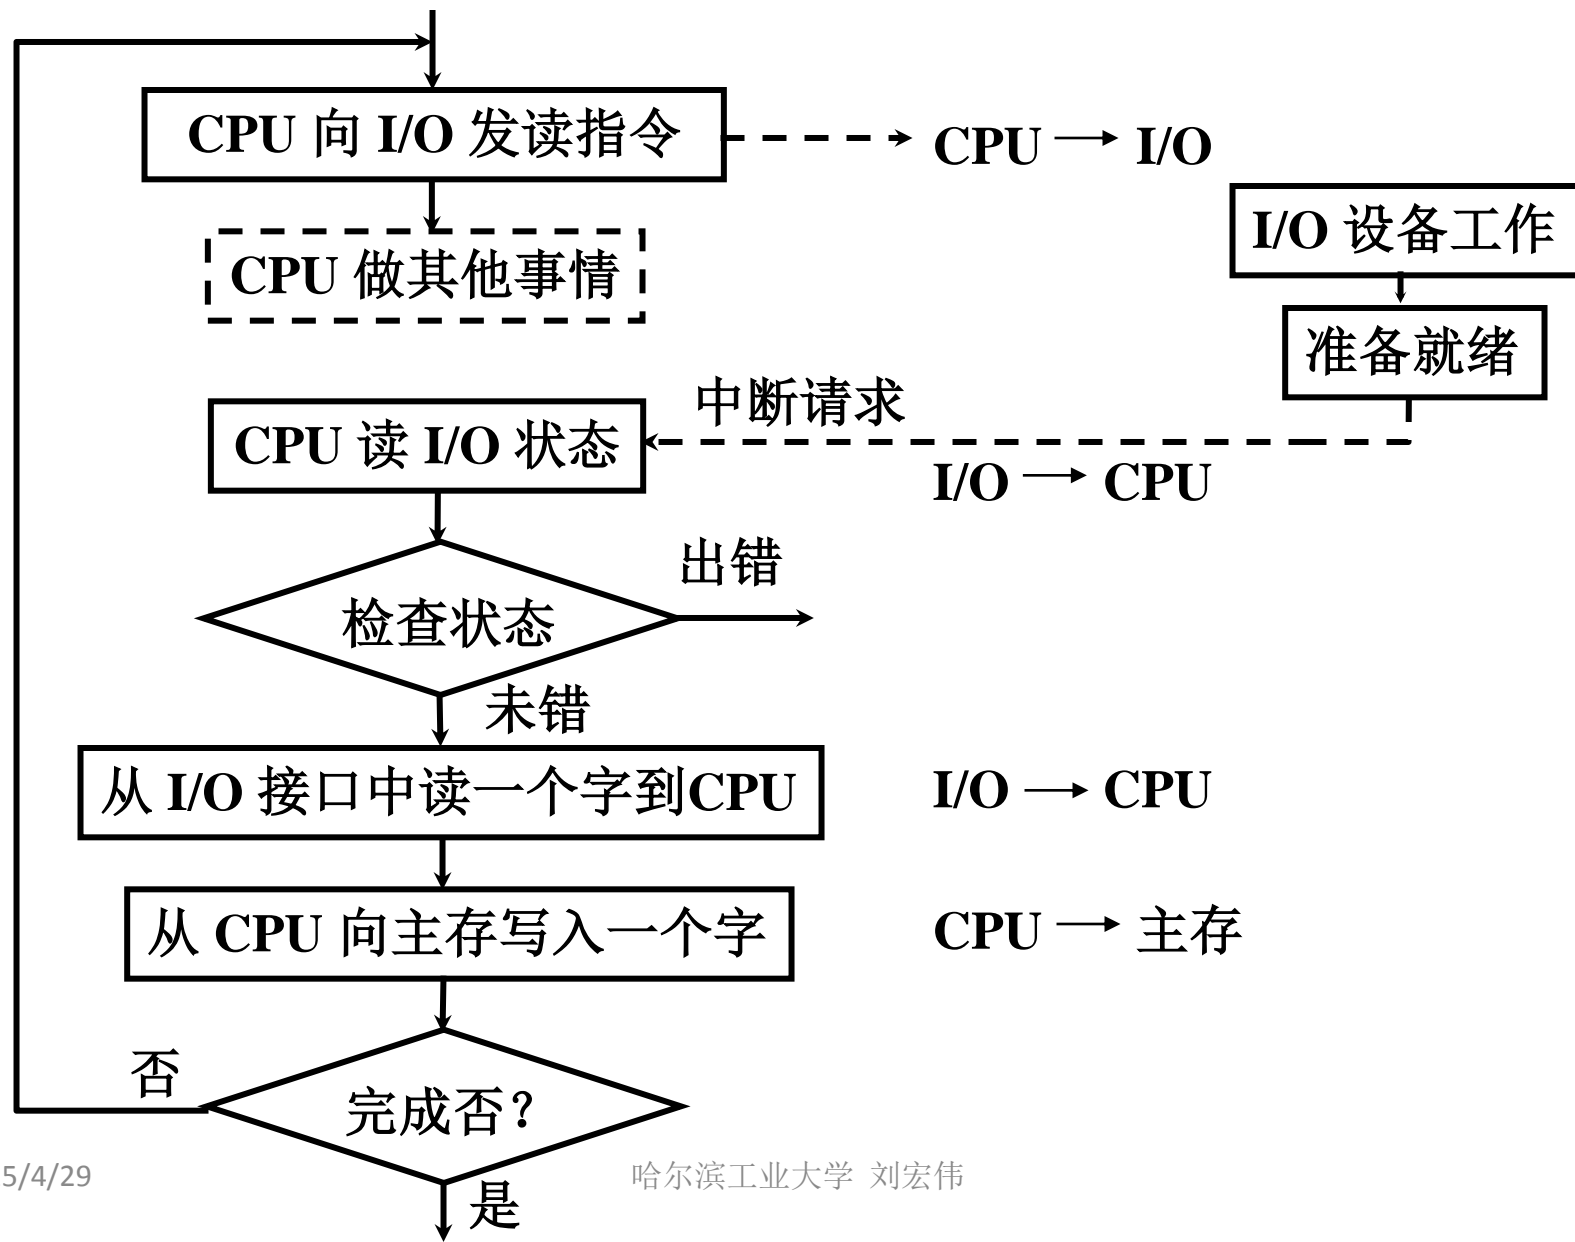 CPU 向 I/O 发读指令
CPU → I/O
I/O 设备工作
CPU 做其他事情
准备就绪
中断请求
CPU 读 I/O 状态
I/O → CPU
出错
检查状态
未错
从 I/O 接口中读一个字到CPU
I/O → CPU
从 CPU 向主存写入一个字
CPU → 主存
否
完成否?
5/4/29
哈尔滨工业大学 刘宏伟
是